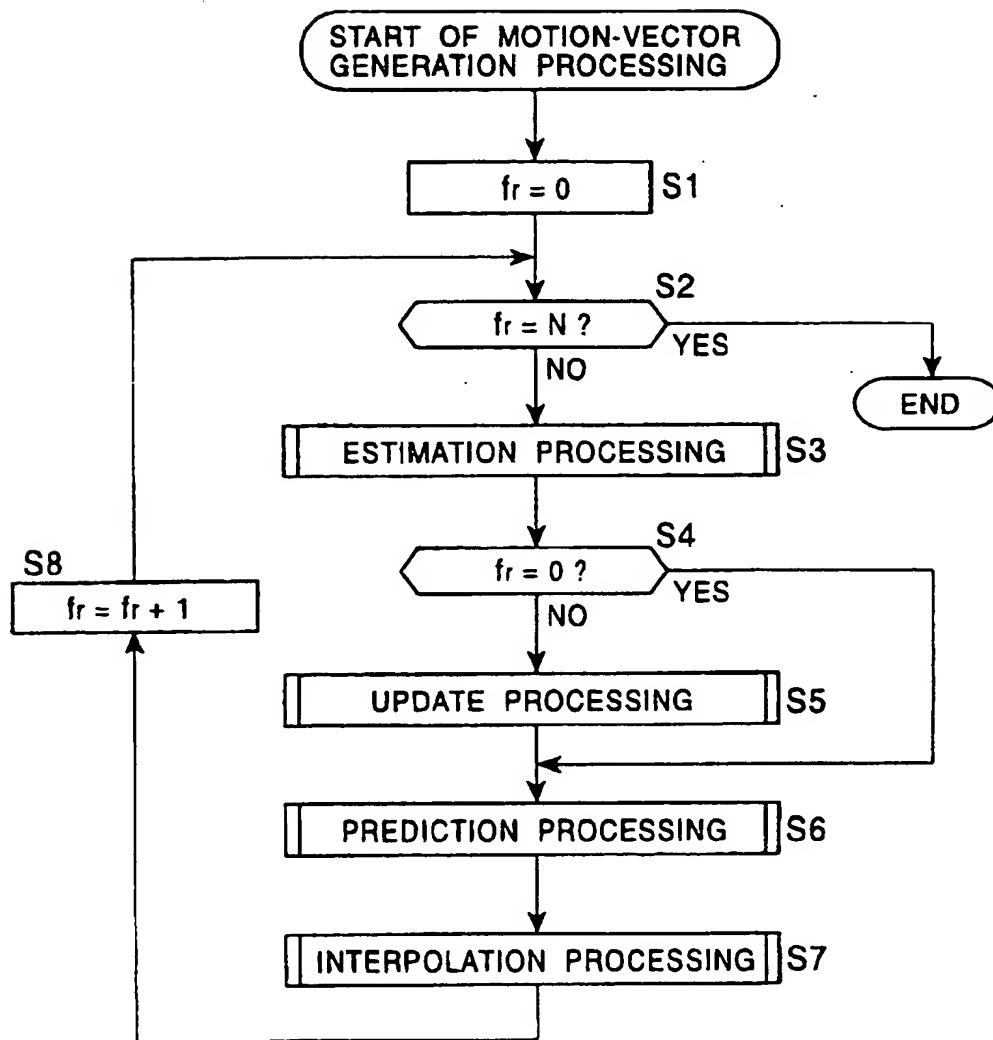 START OF MOTION-VECTOR
GENERATION PROCESSING
fr = 0
S1
S2
fr = N ?
YES
NO
END
ESTIMATION PROCESSING
S3
S4
fr = 0 ?
YES
NO
S8
fr = fr + 1
UPDATE PROCESSING
S5
PREDICTION PROCESSING
S6
INTERPOLATION PROCESSING
S7